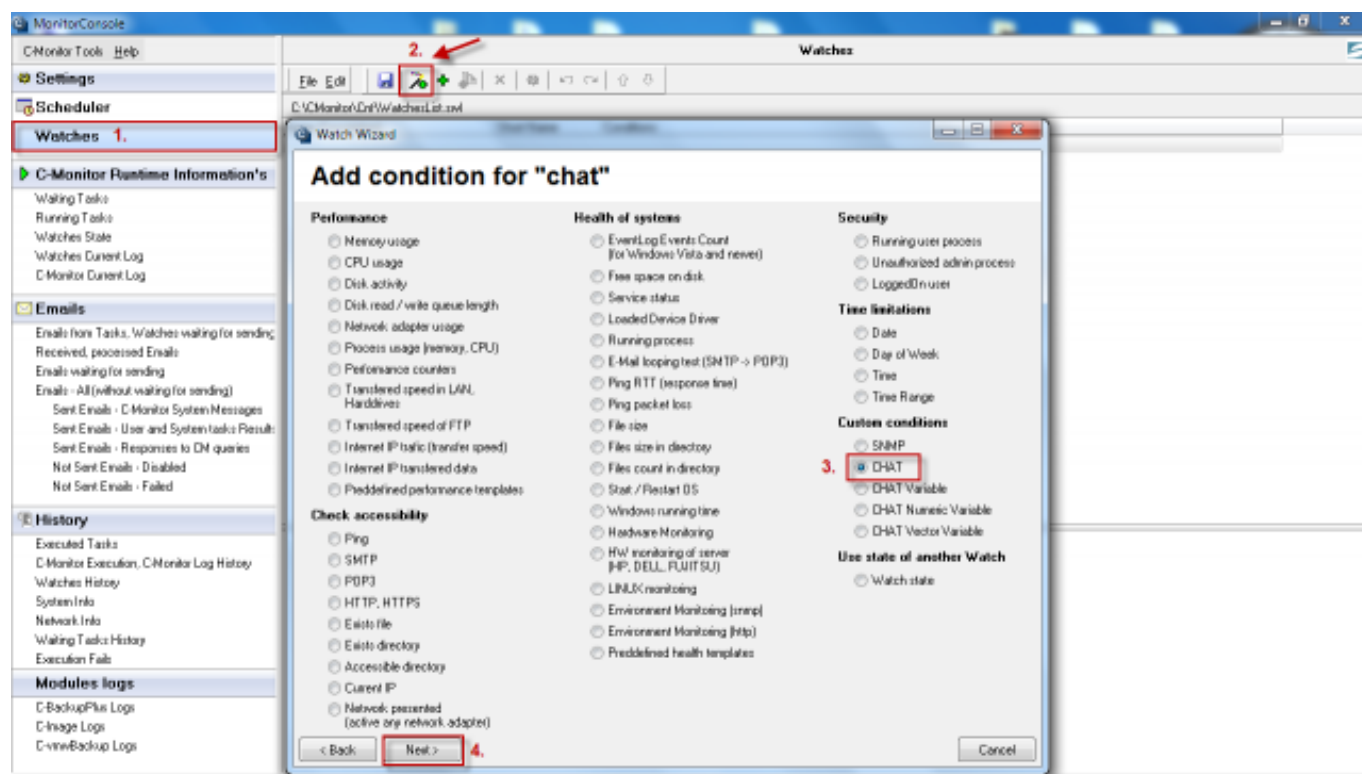 MonitorConsole
C-Monitor Tools Help
2.
Watches
Settings
File Edit
Scheduler
C:\CMonitor\Cnf\WatchesList.swl
Watches 1.
Watch Wizard
C-Monitor Runtime Information's
Waiting Tasks
Running Tasks
Watches State
Watches Current Log
C-Monitor Current Log
Emails
Emails from Tasks, Watches waiting for sending
Received, processed Emails
Emails waiting for sending
Emails - All (without waiting for sending)
Sent Emails - C-Monitor System Messages
Sent Emails - User and System tasks Results
Sent Emails - Responses to CM queries
Not Sent Emails - Disabled
Not Sent Emails - Failed
History
Executed Tasks
C-Monitor Execution, C-Monitor Log History
Watches History
System Info
Network Info
Waiting Tasks History
Execution Fails
Modules logs
C-BackupPlus Logs
C-Image Logs
C-vmwBackup Logs
Add condition for "chat"
Performance
Memory usage
CPU usage
Disk activity
Disk read / write queue length
Network adapter usage
Process usage (memory, CPU)
Performance counters
Transfered speed in LAN,
Harddrives
Transfered speed of FTP
Internet IP trafic (transfer speed)
Internet IP transfered data
Preddefined performance templates
Check accessibility
Ping
SMTP
POP3
HTTP, HTTPS
Exists file
Exists directory
Accessible directory
Current IP
Network presented
(active any network adapter)
Health of systems
EventLog Events Count
(for Windows Vista and newer)
Free space on disk
Service status
Loaded Device Driver
Running process
E-Mail looping test (SMTP -> POP3)
Ping RTT (response time)
Ping packet loss
File size
Files size in directory
Files count in directory
Start / Restart OS
Windows running time
Hardware Monitoring
HW monitoring of server
(HP, DELL, FUJITSU)
LINUX monitoring
Environment Monitoring (snmp)
Environment Monitoring (http)
Preddefined health templates
Security
Running user process
Unauthorized admin process
LoggedOn user
Time limitations
Date
Day of Week
Time
Time Range
Custom conditions
SNMP
3. CHAT
CHAT Variable
CHAT Numeric Variable
CHAT Vector Variable
Use state of another Watch
Watch state
< Back
Next > 4.
Cancel